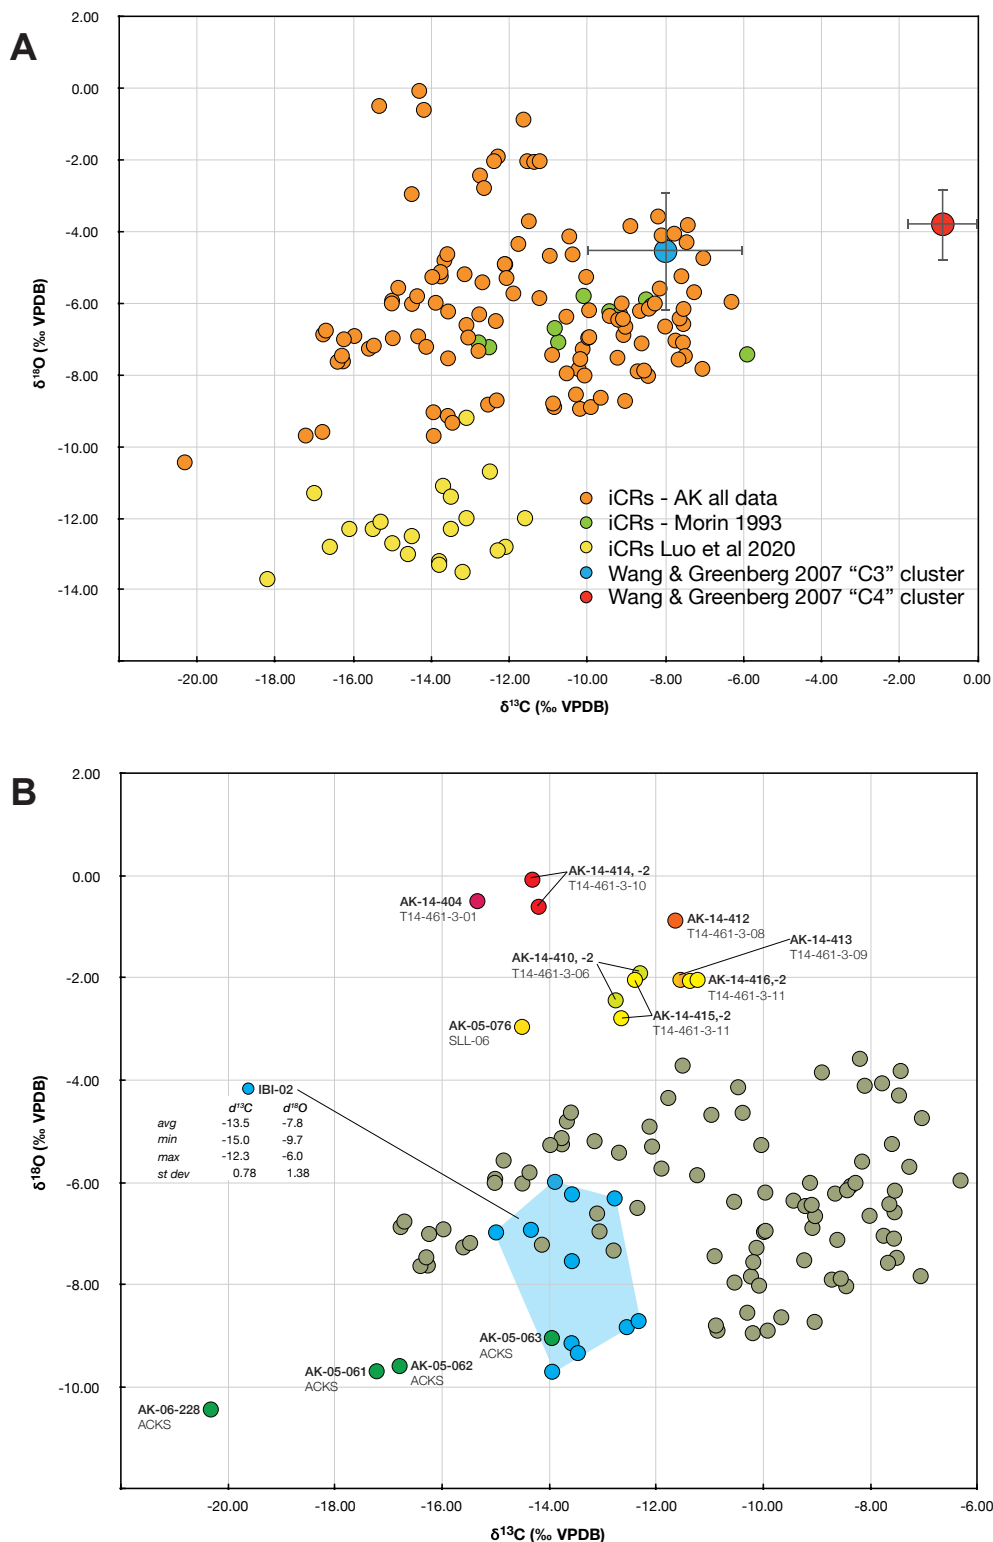 A
2.00
0.00
-2.00
-4.00
-6.00
-8.00
-10.00
-12.00
-14.00
δ¹⁸O (‰ VPDB)
iCRs - AK all data
iCRs - Morin 1993
iCRs Luo et al 2020
Wang & Greenberg 2007 “C3” cluster
Wang & Greenberg 2007 “C4” cluster
-20.00 -18.00 -16.00 -14.00 -12.00 -10.00 -8.00 -6.00 -4.00 -2.00 0.00
δ¹³C (‰ VPDB)
B
2.00
0.00
-2.00
-4.00
-6.00
-8.00
-10.00
δ¹⁸O (‰ VPDB)
AK-14-414, -2
T14-461-3-10
AK-14-404
T14-461-3-01
AK-14-412
T14-461-3-08
AK-14-413
T14-461-3-09
AK-14-410, -2
T14-461-3-06
AK-14-416,-2
T14-461-3-11
AK-14-415,-2
T14-461-3-11
AK-05-076
SLL-06
IBI-02
d¹³C d¹⁸O
avg -13.5 -7.8
min -15.0 -9.7
max -12.3 -6.0
st dev 0.78 1.38
AK-05-063
ACKS
AK-05-062
ACKS
AK-05-061
ACKS
AK-06-228
ACKS
-20.00 -18.00 -16.00 -14.00 -12.00 -10.00 -8.00 -6.00
δ¹³C (‰ VPDB)